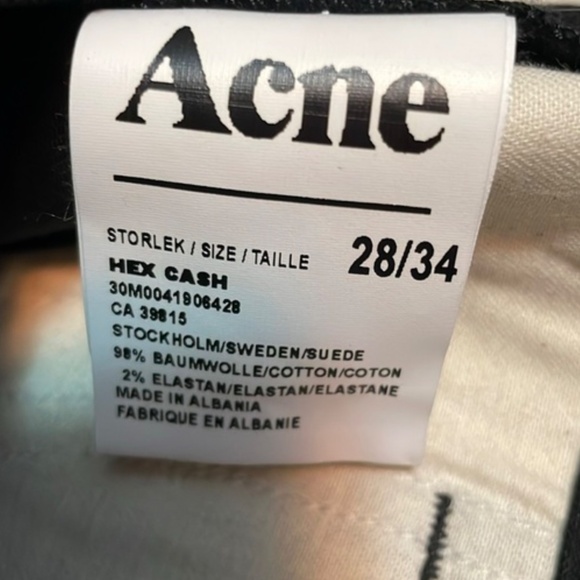 Acne
STORLEK / SIZE / TAILLE 28/34
HEX CASH
30M0041906428
CA 39815
STOCKHOLM/SWEDEN/SUEDE
98% BAUMWOLLE/COTTON/COTON
2% ELASTAN/ELASTAN/ELASTANE
MADE IN ALBANIA
FABRIQUE EN ALBANIE